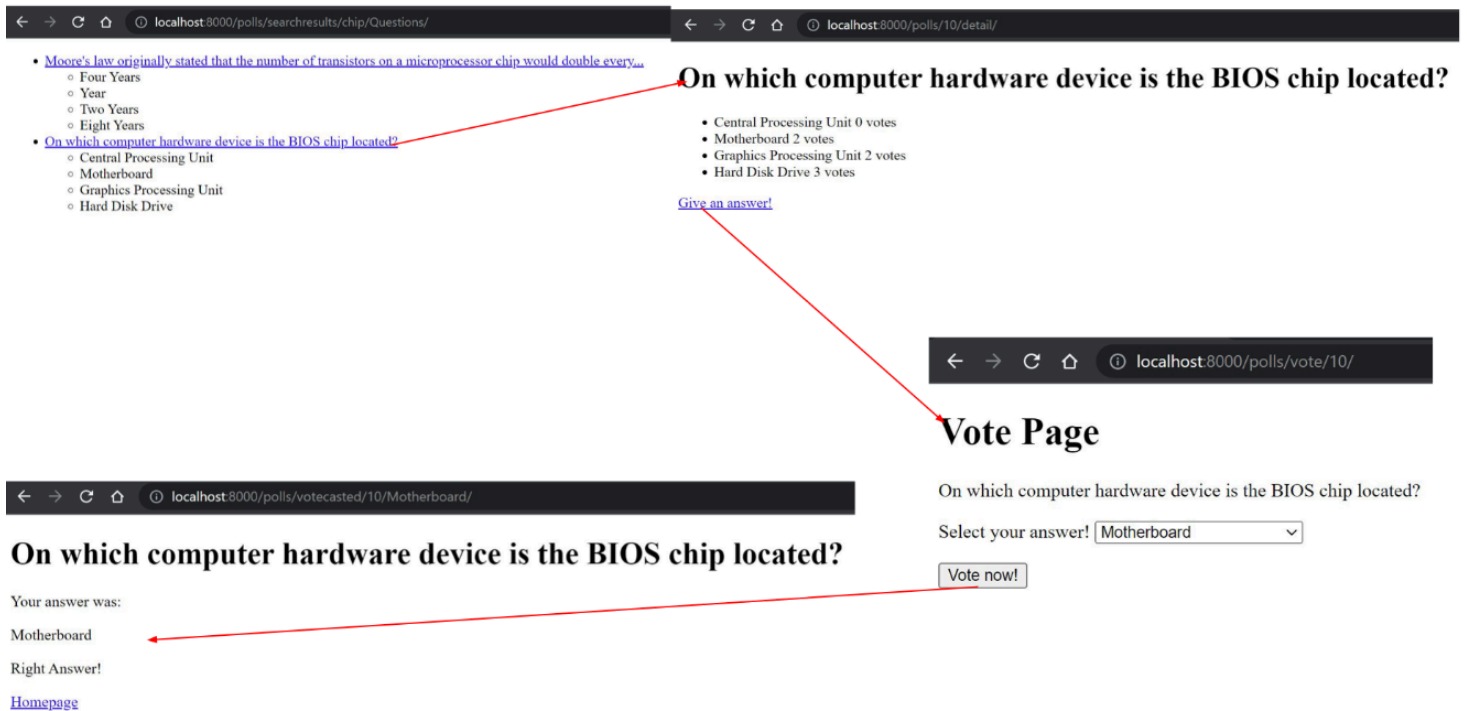 localhost:8000/polls/searchresults/chip/Questions/
Moore's law originally stated that the number of transistors on a microprocessor chip would double every...
Four Years
Year
Two Years
Eight Years
On which computer hardware device is the BIOS chip located?
Central Processing Unit
Motherboard
Graphics Processing Unit
Hard Disk Drive
localhost:8000/polls/10/detail/
On which computer hardware device is the BIOS chip located?
Central Processing Unit 0 votes
Motherboard 2 votes
Graphics Processing Unit 2 votes
Hard Disk Drive 3 votes
Give an answer!
localhost:8000/polls/vote/10/
Vote Page
On which computer hardware device is the BIOS chip located?
Select your answer! Motherboard
Vote now!
localhost:8000/polls/votecasted/10/Motherboard/
On which computer hardware device is the BIOS chip located?
Your answer was:
Motherboard
Right Answer!
Homepage